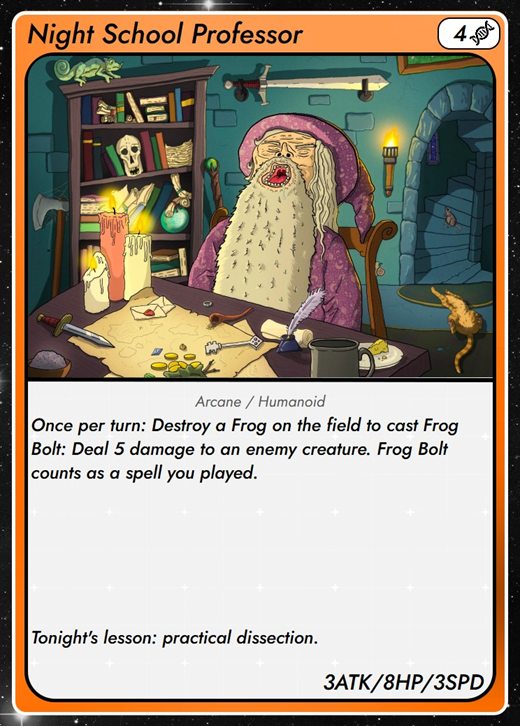 Night School Professor
4
Arcane / Humanoid
Once per turn: Destroy a Frog on the field to cast Frog
Bolt: Deal 5 damage to an enemy creature. Frog Bolt
counts as a spell you played.
Tonight's lesson: practical dissection.
3ATK/8HP/3SPD